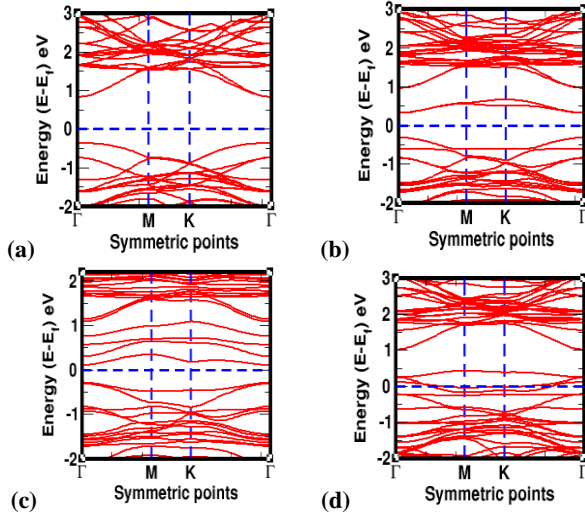 3
2
1
0
-1
-2
Energy (E-E_f) eV
Γ M K Γ
Symmetric points
(a)
3
2
1
0
-1
-2
Energy (E-E_f) eV
Γ M K Γ
Symmetric points
(b)
2
1
0
-1
-2
Energy (E-E_f) eV
Γ M K Γ
Symmetric points
(c)
3
2
1
0
-1
-2
Energy (E-E_f) eV
Γ M K Γ
Symmetric points
(d)